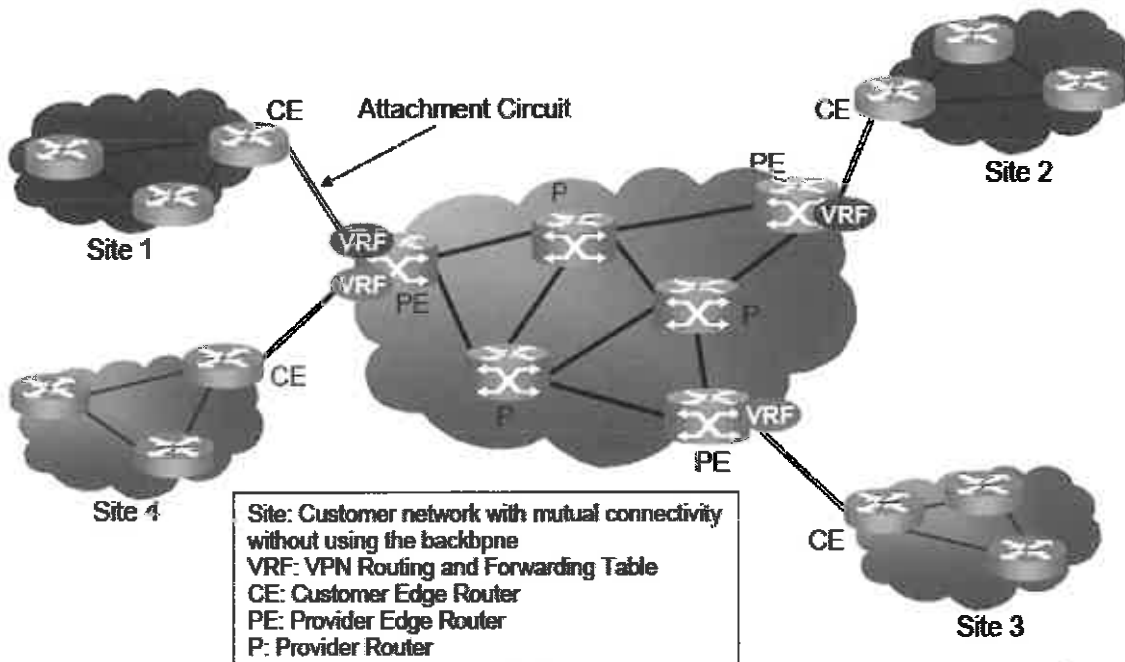 CE
Attachment Circuit
CE
PE
Site 2
P
VRF
Site 1
VRF
VRF
PE
P
CE
P
VRF
PE
Site 4
CE
Site: Customer network with mutual connectivity
without using the backbpne
VRF: VPN Routing and Forwarding Table
CE: Customer Edge Router
PE: Provider Edge Router
P: Provider Router
Site 3